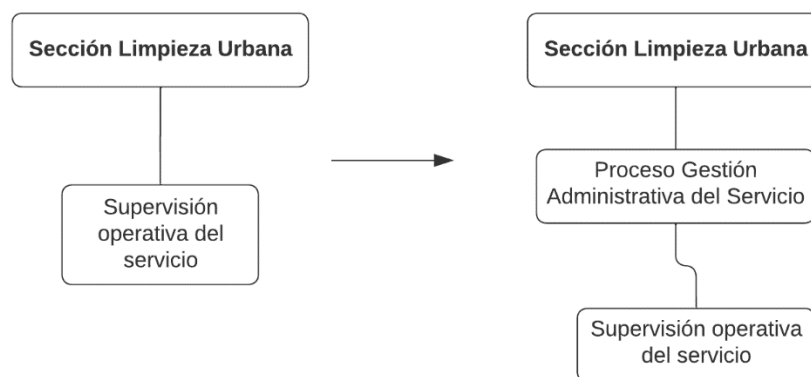 Sección Limpieza Urbana
Supervisión
operativa del
servicio
Sección Limpieza Urbana
Proceso Gestión
Administrativa del Servicio
Supervisión operativa
del servicio